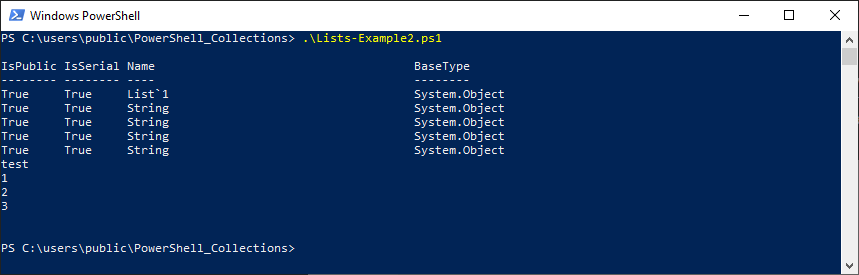 Windows PowerShell
PS C:\users\public\PowerShell_Collections> .\Lists-Example2.ps1
IsPublic IsSerial Name                                     BaseType
-------- -------- ----                                     --------
True     True     List`1                                   System.Object
True     True     String                                   System.Object
True     True     String                                   System.Object
True     True     String                                   System.Object
True     True     String                                   System.Object
test
1
2
3
PS C:\users\public\PowerShell_Collections>